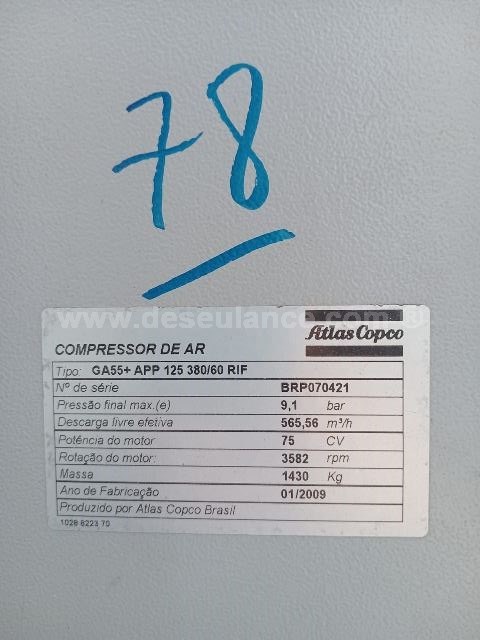 78
www.deseulance.com.®
Atlas Copco
COMPRESSOR DE AR
Tipo: GA55+ APP 125 380/60 RIF
Nº de série BRP070421
Pressão final max.(e) 9,1 bar
Descarga livre efetiva 565,56 m³/h
Potência do motor 75 CV
Rotação do motor: 3582 rpm
Massa 1430 Kg
Ano de Fabricação 01/2009
Produzido por Atlas Copco Brasil
1028 8223 70